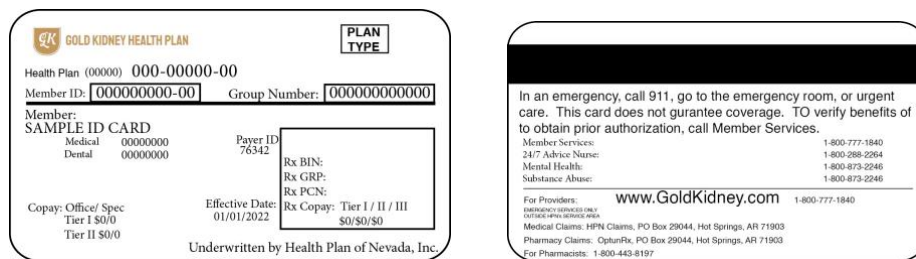 GK GOLD KIDNEY HEALTH PLAN
PLAN
TYPE
Health Plan (00000) 000-00000-00
Member ID: 000000000-00 Group Number: 000000000000
Member:
SAMPLE ID CARD
Medical 00000000
Dental 00000000
Payer ID
76342
Rx BIN:
Rx GRP:
Rx PCN:
Rx Copay: Tier I / II / III
$0/$0/$0
Effective Date:
01/01/2022
Copay: Office/ Spec
Tier I $0/0
Tier II $0/0
Underwritten by Health Plan of Nevada, Inc.
In an emergency, call 911, go to the emergency room, or urgent
care. This card does not gurantee coverage. TO verify benefits of
to obtain prior authorization, call Member Services.
Member Services: 1-800-777-1840
24/7 Advice Nurse: 1-800-288-2264
Mental Health: 1-800-873-2246
Substance Abuse: 1-800-873-2246
For Providers: www.GoldKidney.com 1-800-777-1840
EMERGENCY SERVICES ONLY
OUTSIDE HPN SERVICE AREA
Medical Claims: HPN Claims, PO Box 29044, Hot Springs, AR 71903
Pharmacy Claims: OptunRx, PO Box 29044, Hot Springs, AR 71903
For Pharmacists: 1-800-443-8197